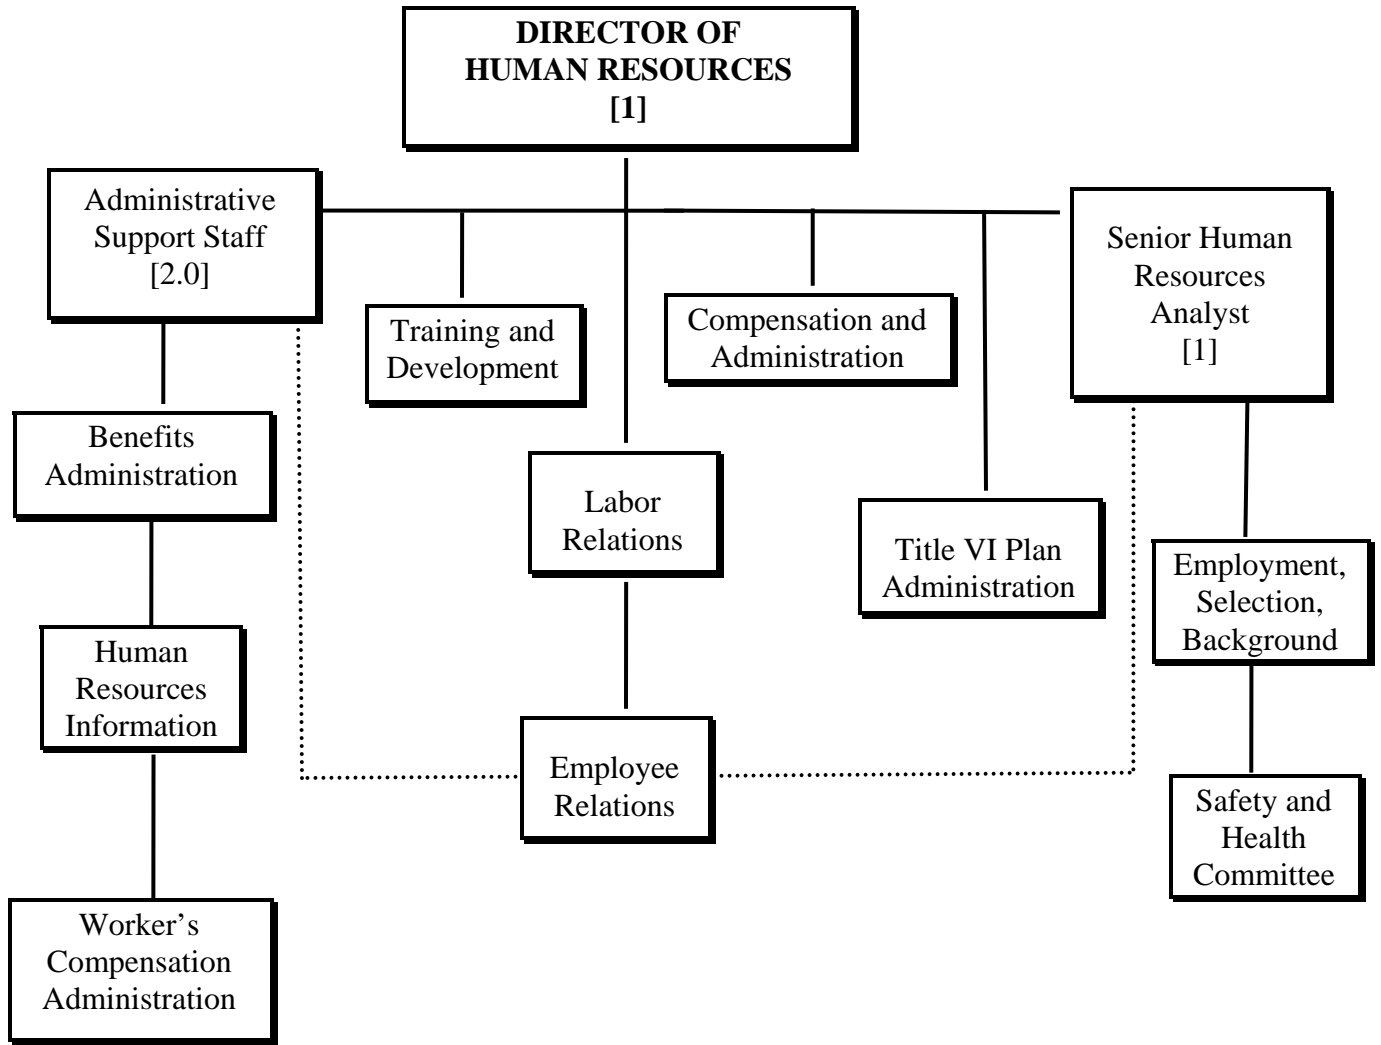 DIRECTOR OF
HUMAN RESOURCES
[1]
Administrative
Support Staff
[2.0]
Senior Human
Resources
Analyst
[1]
Training and
Development
Compensation and
Administration
Benefits
Administration
Labor
Relations
Title VI Plan
Administration
Employment,
Selection,
Background
Human
Resources
Information
Employee
Relations
Safety and
Health
Committee
Worker’s
Compensation
Administration